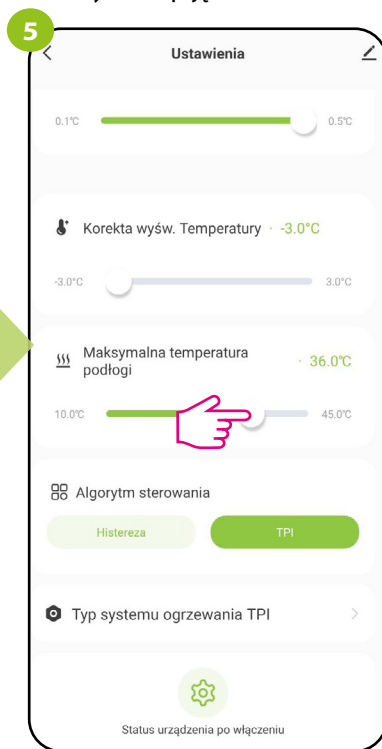 5
Ustawienia
0.1°C 0.5°C
Korekta wyśw. Temperatury · -3.0°C
-3.0°C 3.0°C
Maksymalna temperatura
podłogi · 36.0°C
10.0°C 45.0°C
Algorytm sterowania
Histereza TPI
Typ systemu ogrzewania TPI
Status urządzenia po włączeniu